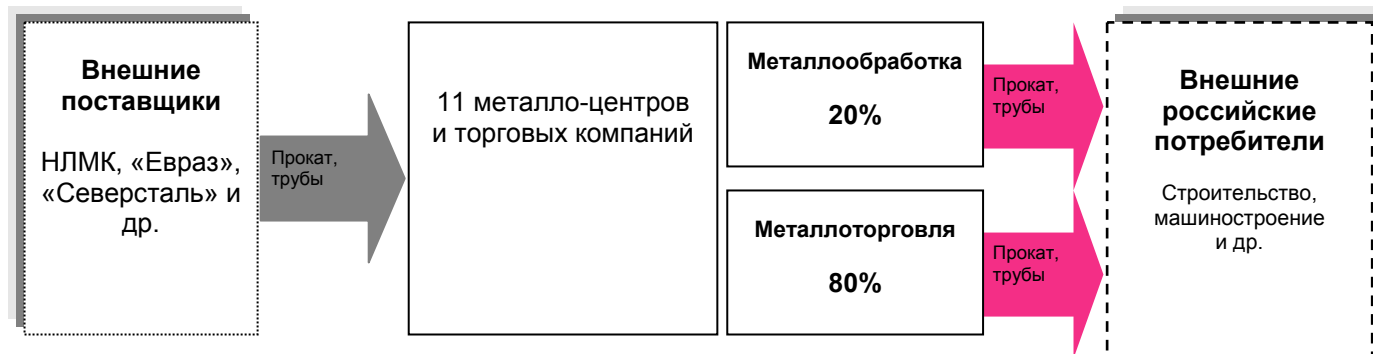 Внешние
поставщики
НЛМК, «Евраз»,
«Северсталь» и
др.
Прокат,
трубы
11 металло-центров
и торговых компаний
Металлообработка
20%
Прокат,
трубы
Металлоторговля
80%
Прокат,
трубы
Внешние
российские
потребители
Строительство,
машиностроение
и др.